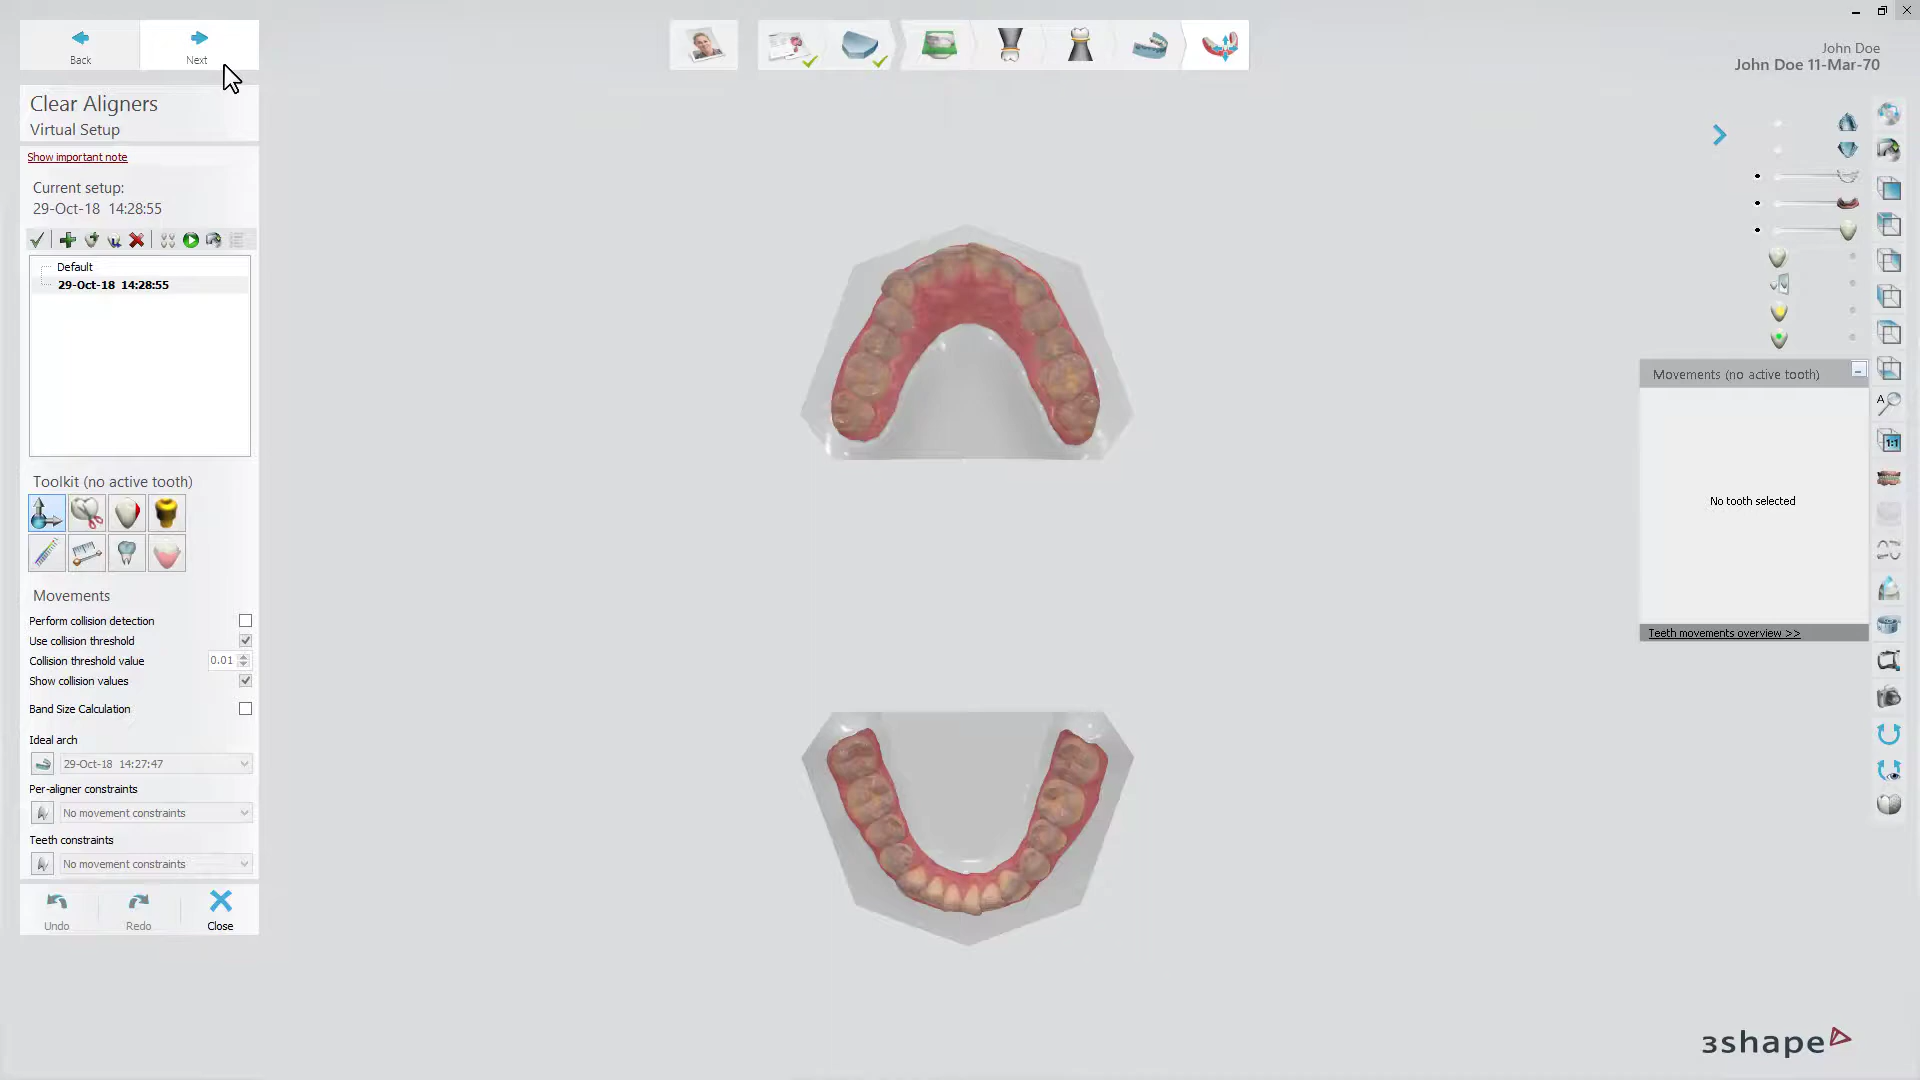 Back
Next
John Doe
John Doe 11-Mar-70
Clear Aligners
Virtual Setup
Show important note
Current setup:
29-Oct-18 14:28:55
Default
29-Oct-18 14:28:55
Toolkit (no active tooth)
Movements
Perform collision detection
Use collision threshold
Collision threshold value 0.01
Show collision values
Band Size Calculation
Ideal arch
29-Oct-18 14:27:47
Per-aligner constraints
No movement constraints
Teeth constraints
No movement constraints
Undo
Redo
Close
Movements (no active tooth)
No tooth selected
Teeth movements overview >>
A
1:1
3shape